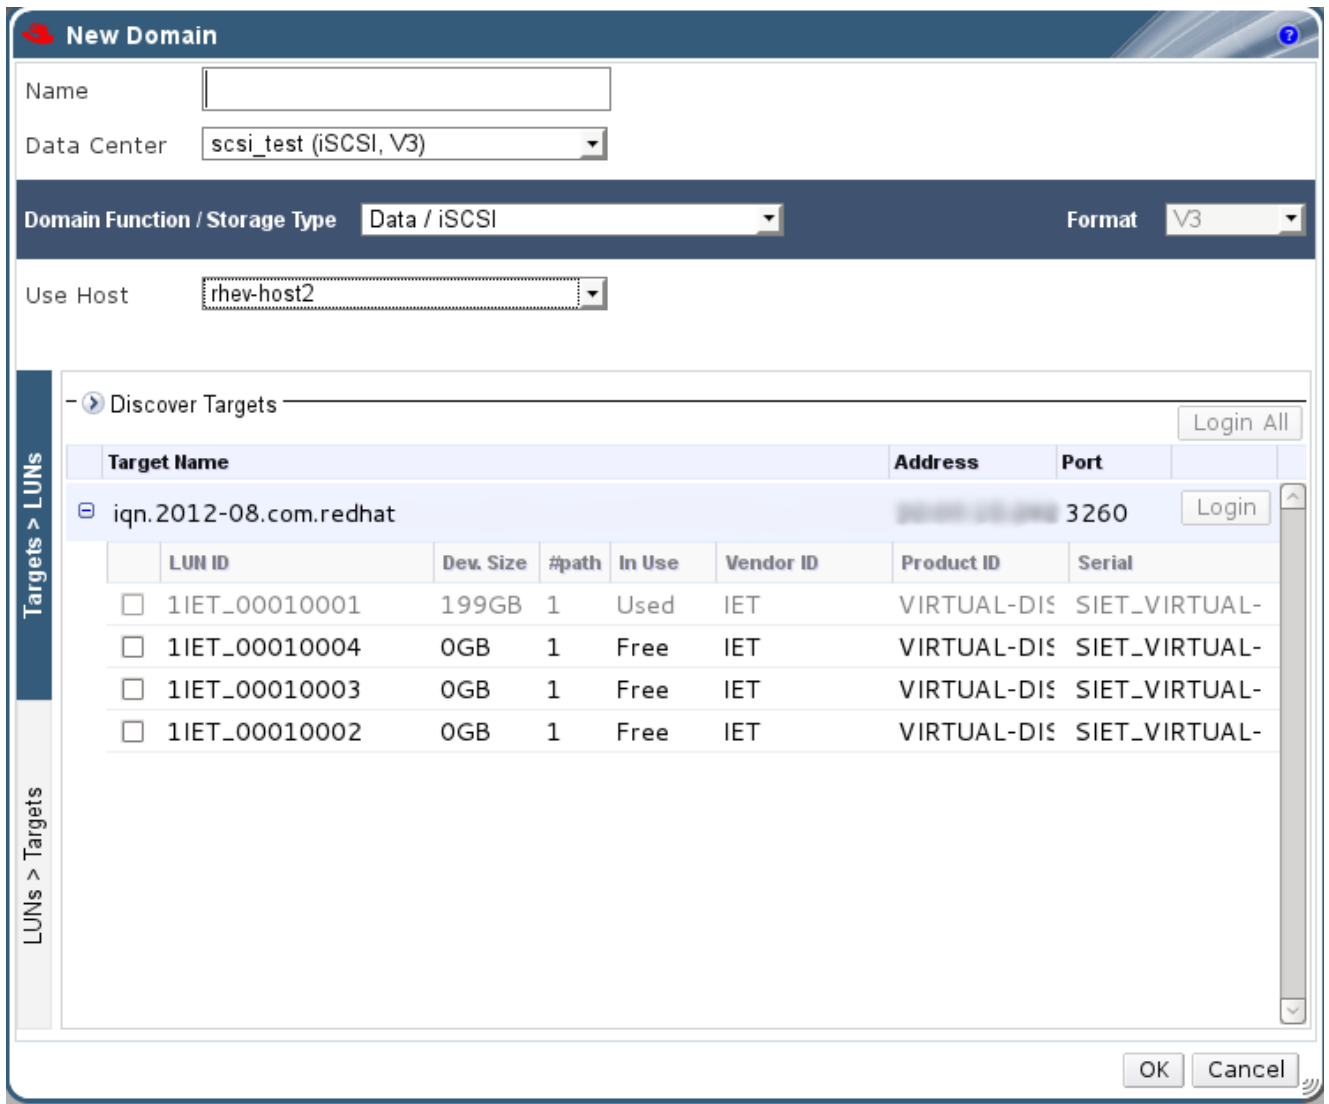 New Domain
?
Name
Data Center scsi_test (iSCSI, V3)
Domain Function / Storage Type Data / iSCSI Format V3
Use Host rhev-host2
Targets > LUNs
LUNs > Targets
Discover Targets
Login All
Target Name Address Port
iqn.2012-08.com.redhat 3260 Login
LUN ID Dev. Size #path In Use Vendor ID Product ID Serial
1IET_00010001 199GB 1 Used IET VIRTUAL-DIS SIET_VIRTUAL-
1IET_00010004 0GB 1 Free IET VIRTUAL-DIS SIET_VIRTUAL-
1IET_00010003 0GB 1 Free IET VIRTUAL-DIS SIET_VIRTUAL-
1IET_00010002 0GB 1 Free IET VIRTUAL-DIS SIET_VIRTUAL-
OK Cancel